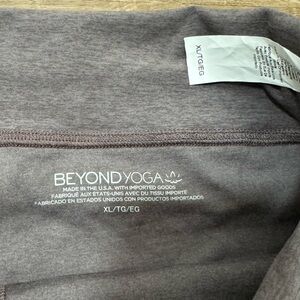 XL/TG/EG
BEYOND YOGA
MADE IN THE U.S.A. WITH IMPORTED GOODS
FABRIQUÉ AUX ÉTATS-UNIS AVEC DU TISSU IMPORTÉ
*FABRICADO EN ESTADOS UNIDOS CON PRODUCTOS IMPORTADOS
XL/TG/EG